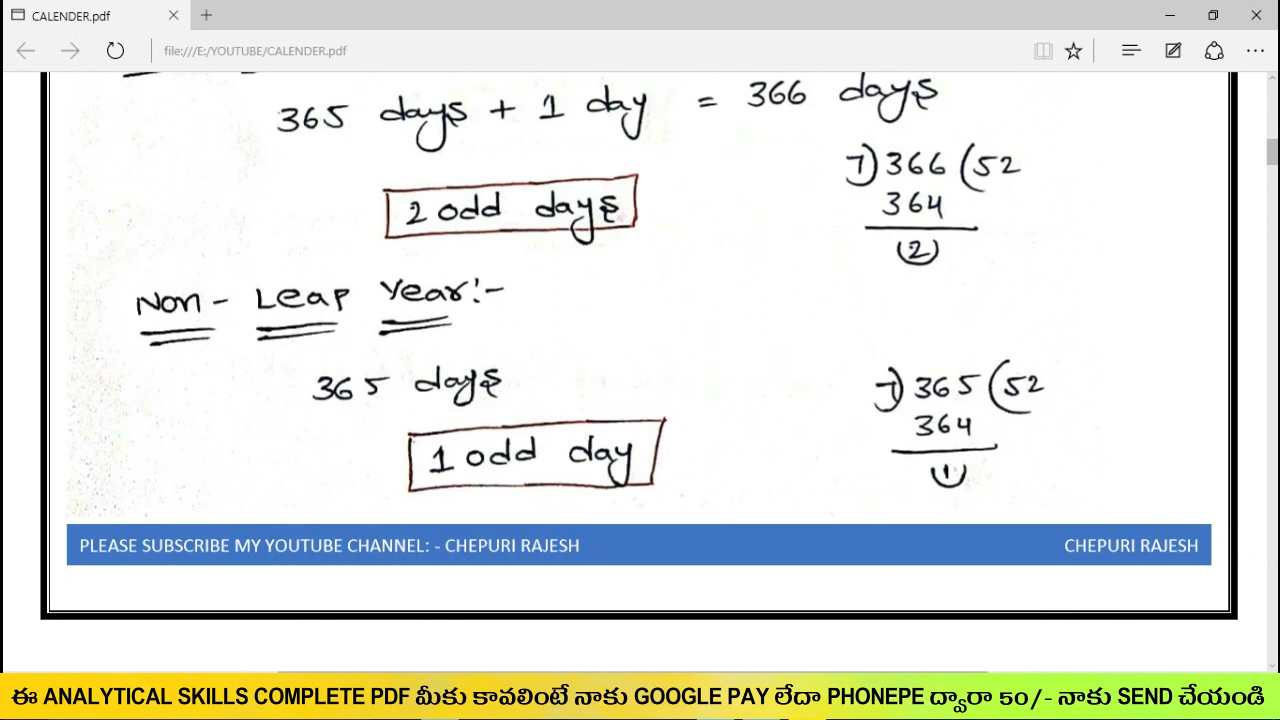 CALENDER.pdf
file:///E:/YOUTUBE/CALENDER.pdf
365 days + 1 day = 366 days
7) 366 (52
364
2 odd days
(2)
Non - Leap Year:-
365 days
7) 365 (52
364
1 odd day
(1)
PLEASE SUBSCRIBE MY YOUTUBE CHANNEL: - CHEPURI RAJESH
CHEPURI RAJESH
ఈ ANALYTICAL SKILLS COMPLETE PDF మీకు కావలింటే నాకు GOOGLE PAY లేదా PHONEPE ద్వారా 50/- నాకు SEND చేయండి